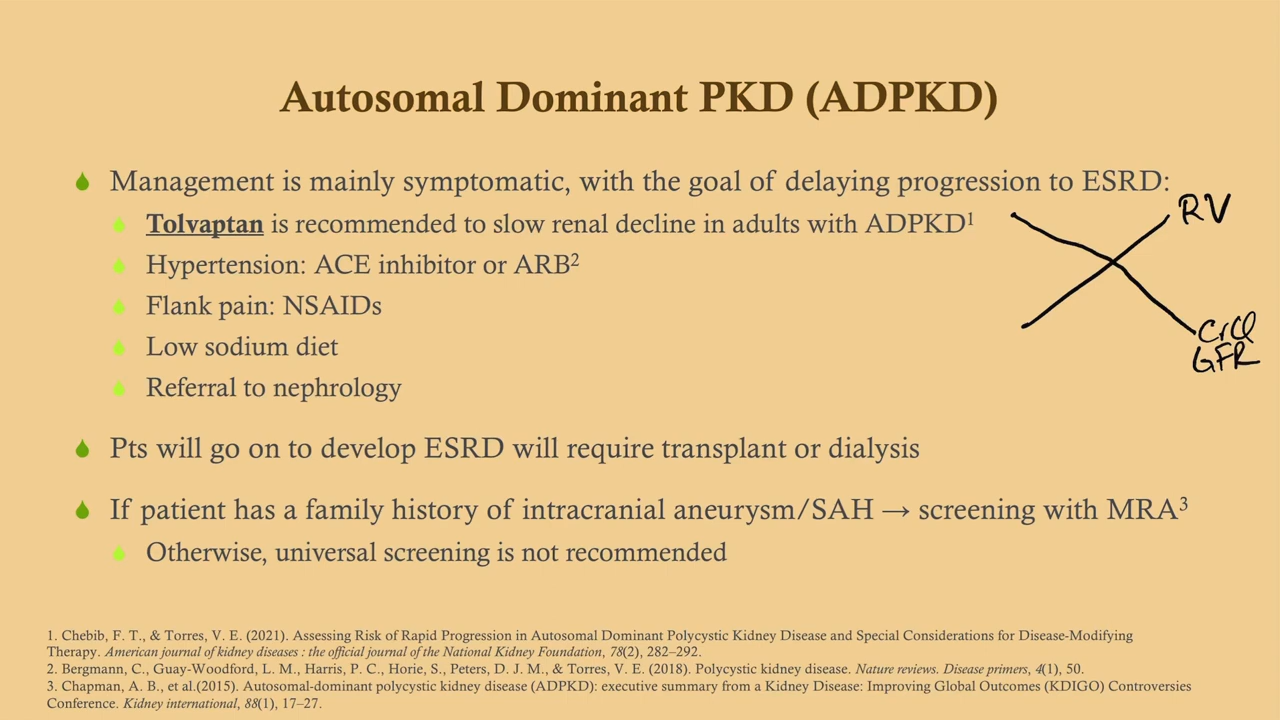 Autosomal Dominant PKD (ADPKD)
Management is mainly symptomatic, with the goal of delaying progression to ESRD:
Tolvaptan is recommended to slow renal decline in adults with ADPKD1
RV
Hypertension: ACE inhibitor or ARB2
Flank pain: NSAIDs
CrCl
GFR
Low sodium diet
Referral to nephrology
Pts will go on to develop ESRD will require transplant or dialysis
If patient has a family history of intracranial aneurysm/SAH → screening with MRA3
Otherwise, universal screening is not recommended
1. Chebib, F. T., & Torres, V. E. (2021). Assessing Risk of Rapid Progression in Autosomal Dominant Polycystic Kidney Disease and Special Considerations for Disease-Modifying
Therapy. American journal of kidney diseases : the official journal of the National Kidney Foundation, 78(2), 282–292.
2. Bergmann, C., Guay-Woodford, L. M., Harris, P. C., Horie, S., Peters, D. J. M., & Torres, V. E. (2018). Polycystic kidney disease. Nature reviews. Disease primers, 4(1), 50.
3. Chapman, A. B., et al.(2015). Autosomal-dominant polycystic kidney disease (ADPKD): executive summary from a Kidney Disease: Improving Global Outcomes (KDIGO) Controversies
Conference. Kidney international, 88(1), 17–27.